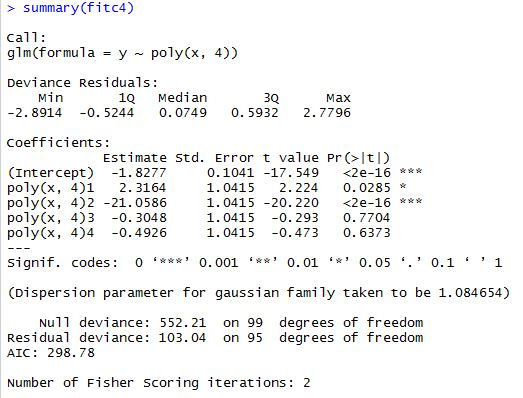 > summary(fitc4)
Call:
glm(formula = y ~ poly(x, 4))
Deviance Residuals:
    Min      1Q  Median      3Q     Max
-2.8914 -0.5244  0.0749  0.5932  2.7796
Coefficients:
            Estimate Std. Error t value Pr(>|t|)
(Intercept)  -1.8277     0.1041 -17.549   <2e-16 ***
poly(x, 4)1   2.3164     1.0415   2.224   0.0285 *
poly(x, 4)2 -21.0586     1.0415 -20.220   <2e-16 ***
poly(x, 4)3  -0.3048     1.0415  -0.293   0.7704
poly(x, 4)4  -0.4926     1.0415  -0.473   0.6373
---
Signif. codes:  0 ‘***’ 0.001 ‘**’ 0.01 ‘*’ 0.05 ‘.’ 0.1 ‘ ’ 1
(Dispersion parameter for gaussian family taken to be 1.084654)
    Null deviance: 552.21  on 99  degrees of freedom
Residual deviance: 103.04  on 95  degrees of freedom
AIC: 298.78
Number of Fisher Scoring iterations: 2